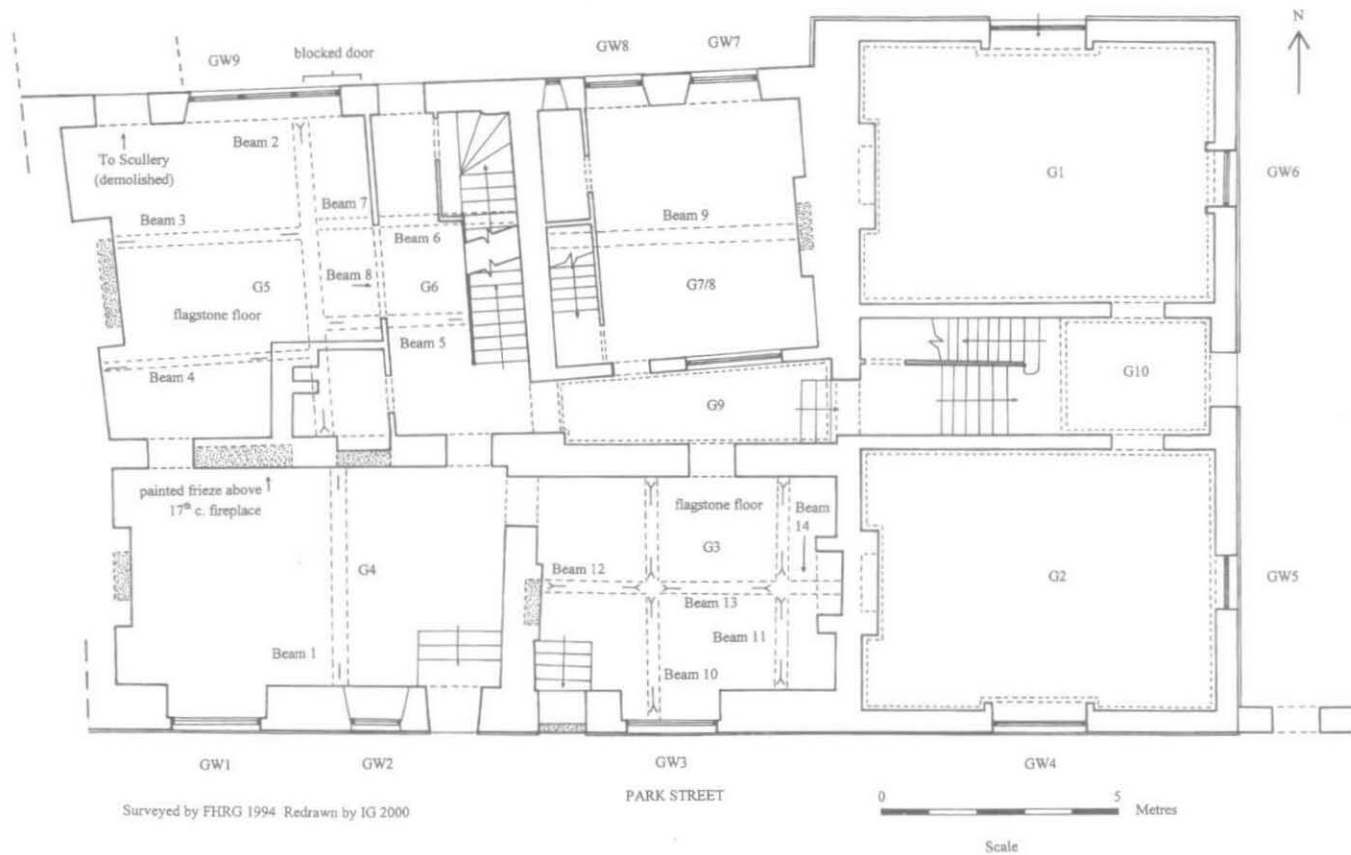 blocked door
GW9
GW8
GW7
N
To Scullery
(demolished)
Beam 2
Beam 7
Beam 3
Beam 6
Beam 8
G5
flagstone floor
G6
Beam 5
Beam 4
Beam 9
G7/8
G1
GW6
G9
G10
painted frieze above
17th c. fireplace
G4
Beam 1
flagstone floor
G3
Beam
14
Beam 12
Beam 13
Beam 11
Beam 10
G2
GW5
GW1
GW2
GW3
GW4
PARK STREET
Surveyed by FHRG 1994 Redrawn by IG 2000
0
5
Metres
Scale